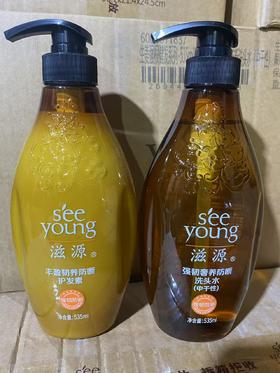 see
young
滋源®
丰盈韧养防断
护发素
净含量:535ml
see
young
滋源®
强韧奢养防断
洗头水
(中干性)
净含量:535ml